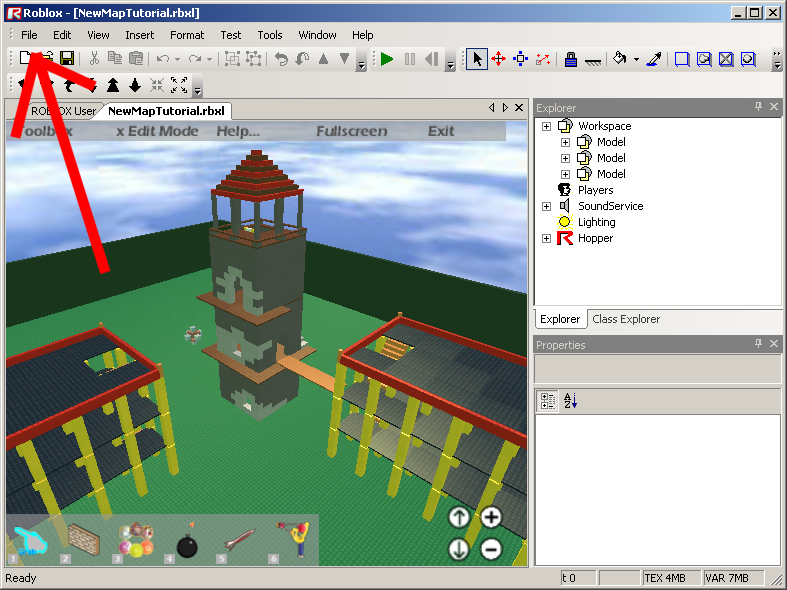 Roblox - [NewMapTutorial.rbxl]
File Edit View Insert Format Test Tools Window Help
ROBLOX User NewMapTutorial.rbxl
x Edit Mode Help... Fullscreen Exit
Explorer
Workspace
Model
Model
Model
Players
SoundService
Lighting
Hopper
Explorer Class Explorer
Properties
A
Z
1 2 3 4 5 6
Ready t 0 TEX 4MB VAR 7MB